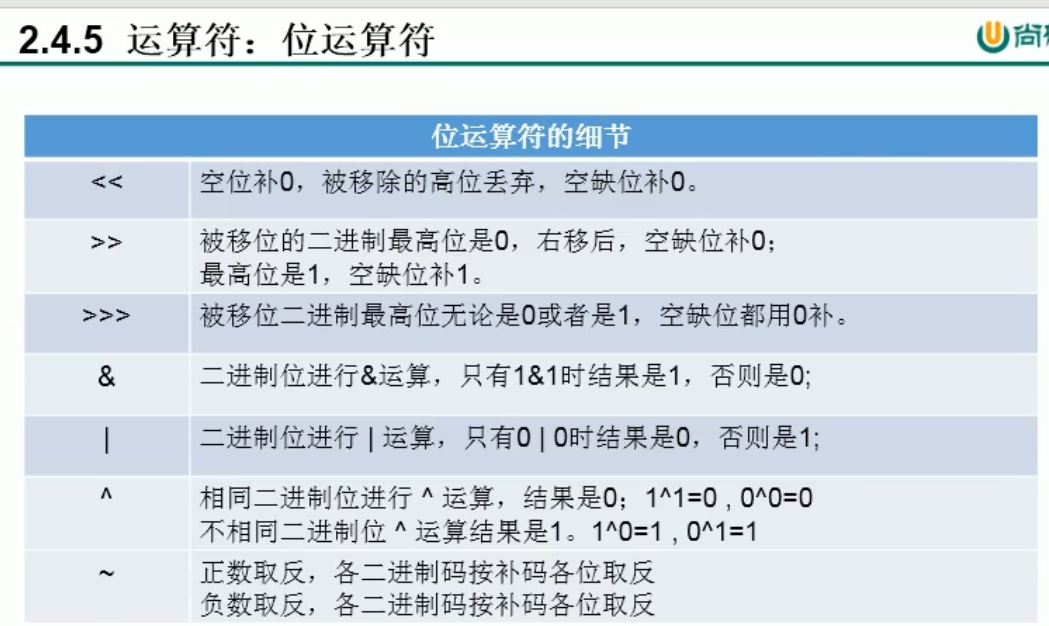 2.4.5 运算符：位运算符
尚
位运算符的细节
<< 空位补0，被移除的高位丢弃，空缺位补0。
>> 被移位的二进制最高位是0，右移后，空缺位补0；
最高位是1，空缺位补1。
>>> 被移位二进制最高位无论是0或者是1，空缺位都用0补。
& 二进制位进行&运算，只有1&1时结果是1，否则是0;
| 二进制位进行 | 运算，只有0 | 0时结果是0，否则是1;
^ 相同二进制位进行 ^ 运算，结果是0；1^1=0 , 0^0=0
不相同二进制位 ^ 运算结果是1。1^0=1 , 0^1=1
~ 正数取反，各二进制码按补码各位取反
负数取反，各二进制码按补码各位取反